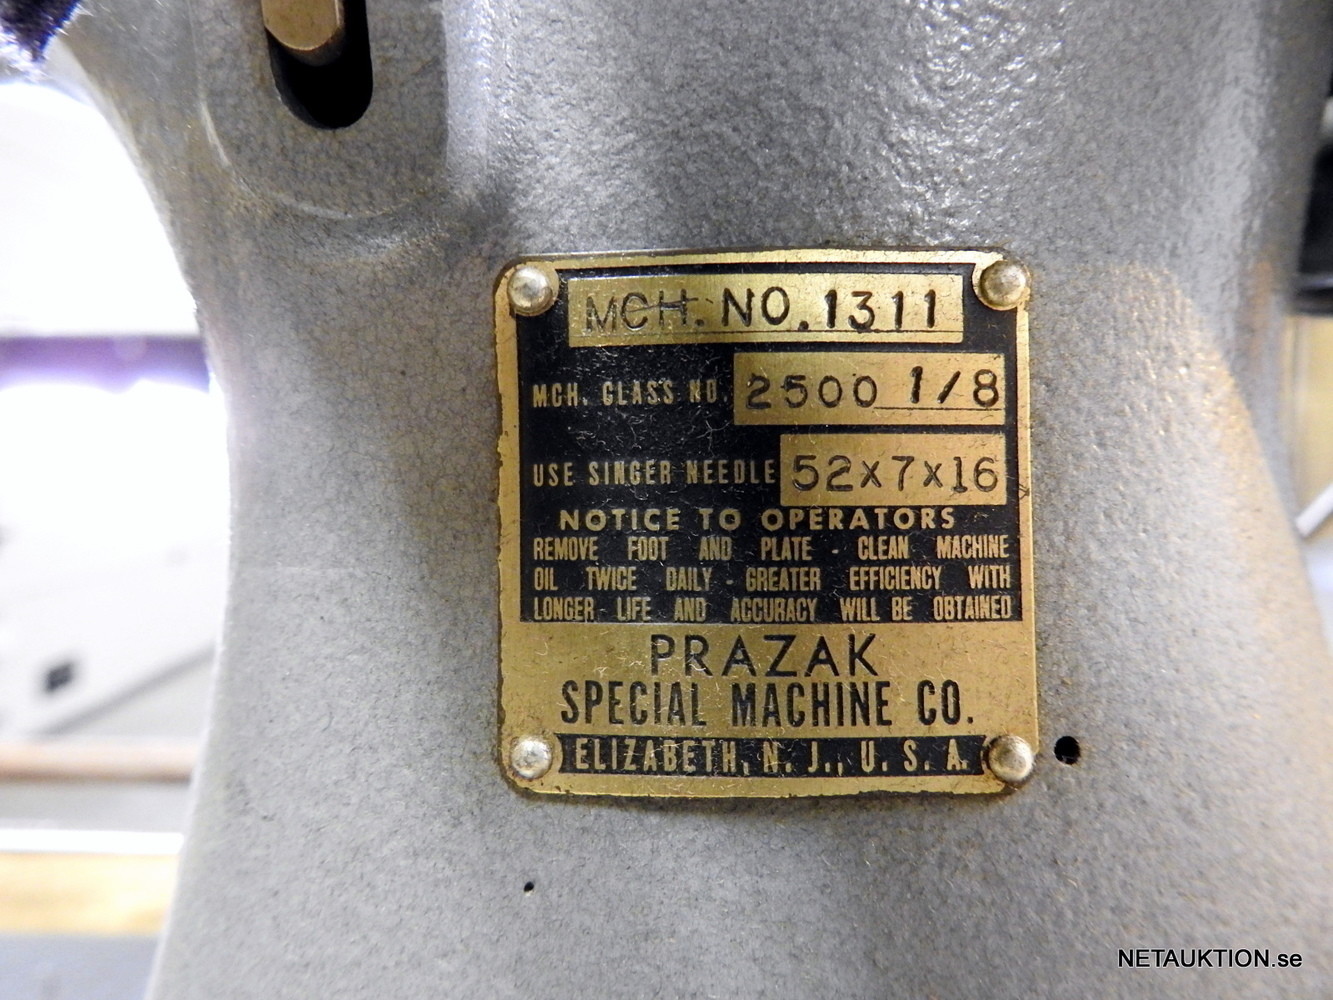 MCH. NO. 1311
MCH. CLASS NO. 2500 1/8
USE SINGER NEEDLE 52x7x16
NOTICE TO OPERATORS
REMOVE FOOT AND PLATE - CLEAN MACHINE
OIL TWICE DAILY - GREATER EFFICIENCY WITH
LONGER LIFE AND ACCURACY WILL BE OBTAINED
PRAZAK
SPECIAL MACHINE CO.
ELIZABETH, N. J., U. S. A.
NETAUKTION.se